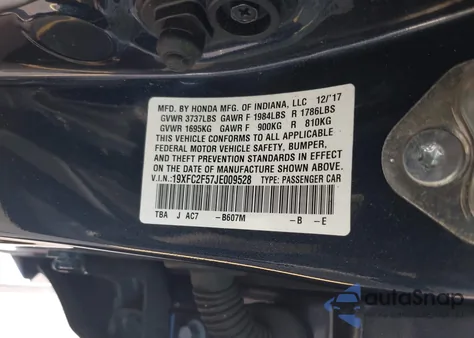 MFD. BY HONDA MFG. OF INDIANA, LLC 12/'17
GVWR 3737LBS GAWR F 1984LBS R 1786LBS
GVWR 1695KG GAWR F 900KG R 810KG
THIS VEHICLE CONFORMS TO ALL APPLICABLE
FEDERAL MOTOR VEHICLE SAFETY, BUMPER,
AND THEFT PREVENTION STANDARDS IN EFFECT
ON THE DATE OF MANUFACTURE SHOWN ABOVE.
V.I.N.: 19XFC2F57JE009528 TYPE: PASSENGER CAR
TBA J AC7 -B607M -B -E
autoSnap